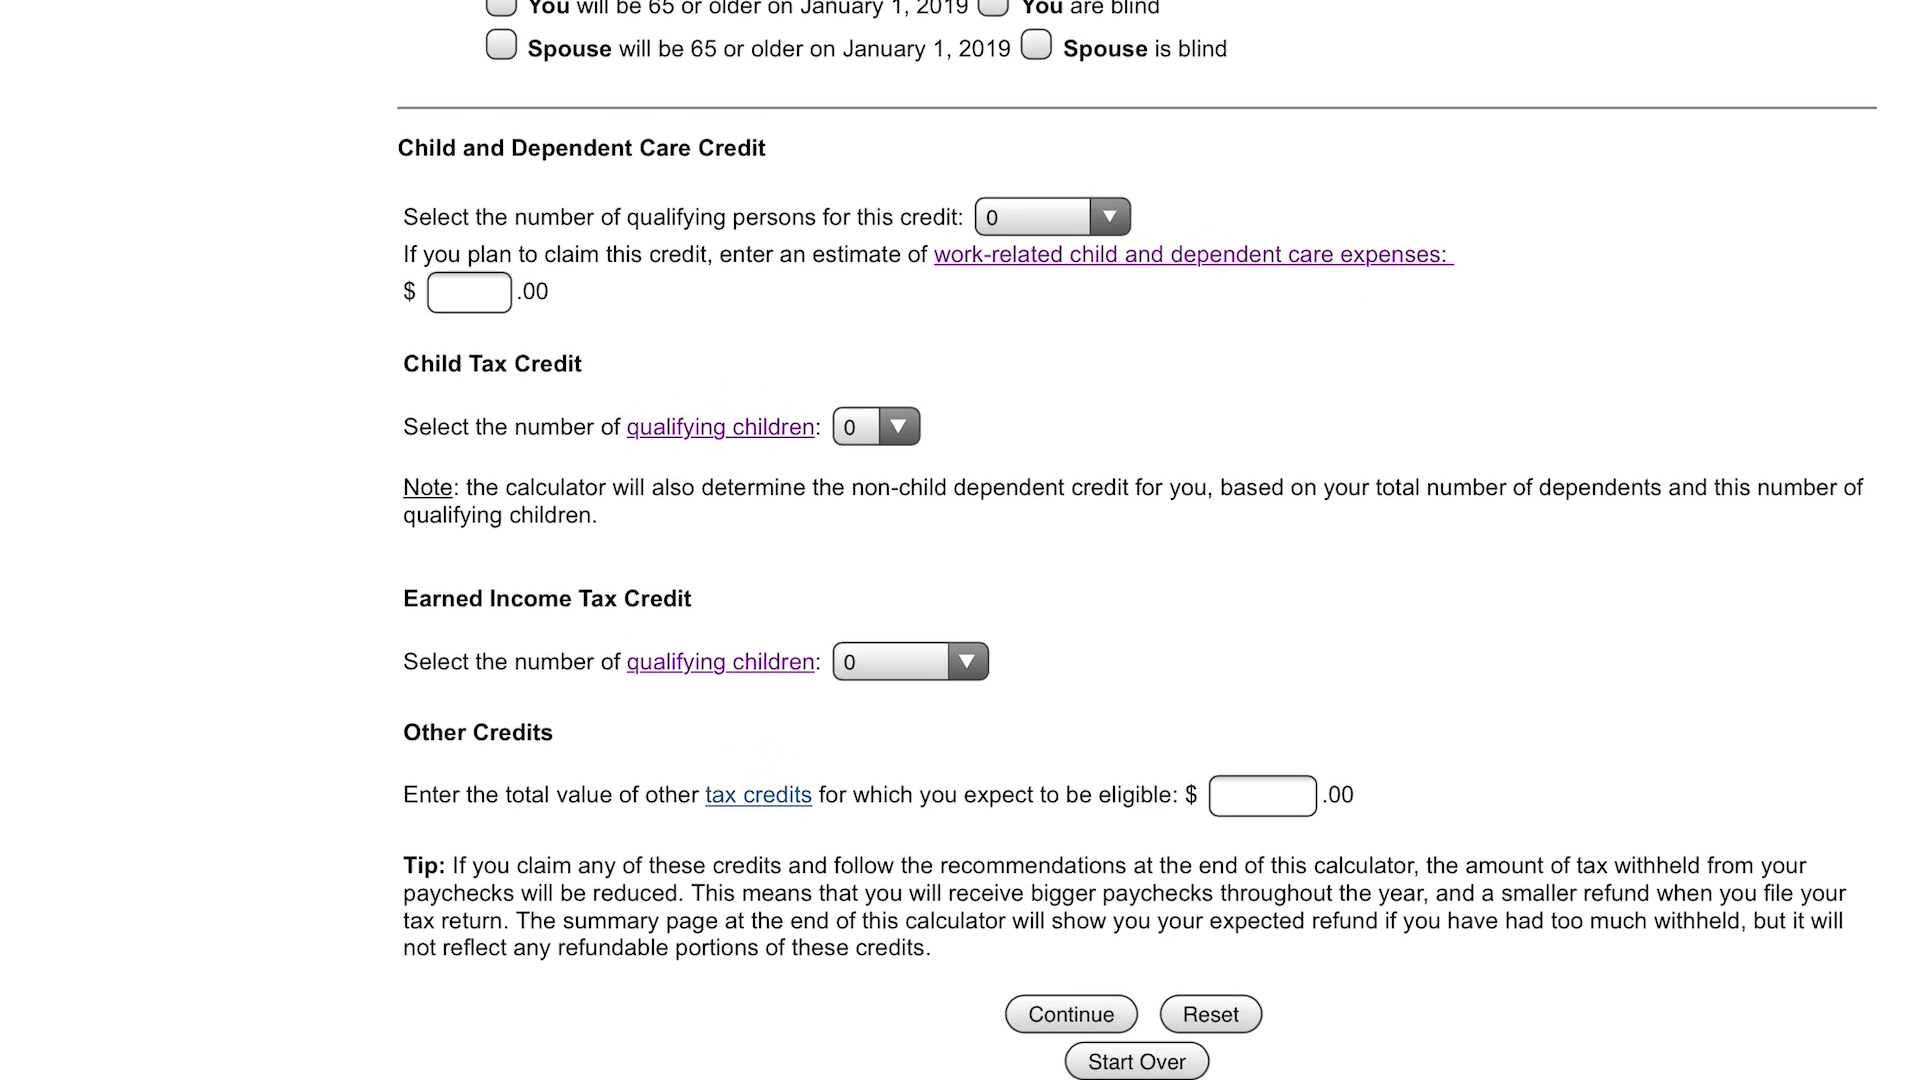 You will be 65 or older on January 1, 2019 You are blind
Spouse will be 65 or older on January 1, 2019 Spouse is blind
Child and Dependent Care Credit
Select the number of qualifying persons for this credit: 0
If you plan to claim this credit, enter an estimate of work-related child and dependent care expenses:
$ .00
Child Tax Credit
Select the number of qualifying children: 0
Note: the calculator will also determine the non-child dependent credit for you, based on your total number of dependents and this number of
qualifying children.
Earned Income Tax Credit
Select the number of qualifying children: 0
Other Credits
Enter the total value of other tax credits for which you expect to be eligible: $ .00
Tip: If you claim any of these credits and follow the recommendations at the end of this calculator, the amount of tax withheld from your
paychecks will be reduced. This means that you will receive bigger paychecks throughout the year, and a smaller refund when you file your
tax return. The summary page at the end of this calculator will show you your expected refund if you have had too much withheld, but it will
not reflect any refundable portions of these credits.
Continue Reset
Start Over